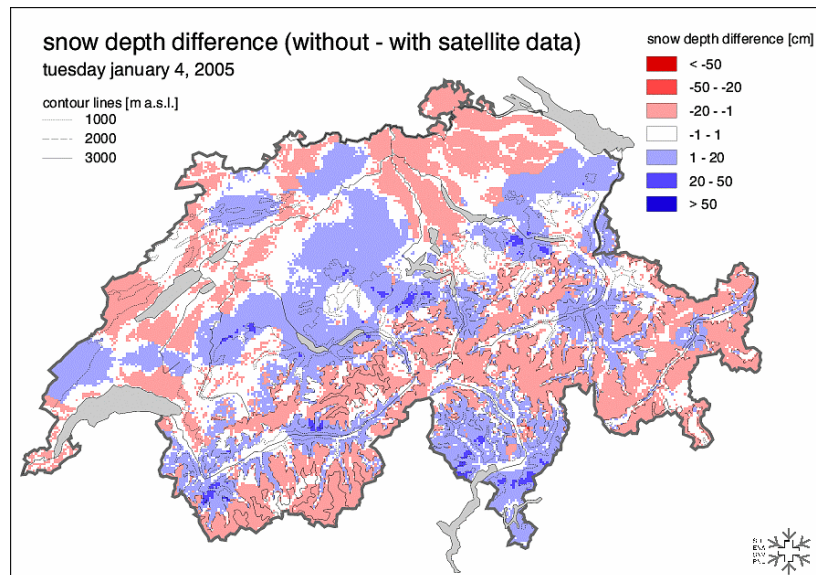 snow depth difference (without - with satellite data)
tuesday january 4, 2005
contour lines [m a.s.l.]
1000
2000
3000
snow depth difference [cm]
< -50
-50 - -20
-20 - -1
-1 - 1
1 - 20
20 - 50
> 50